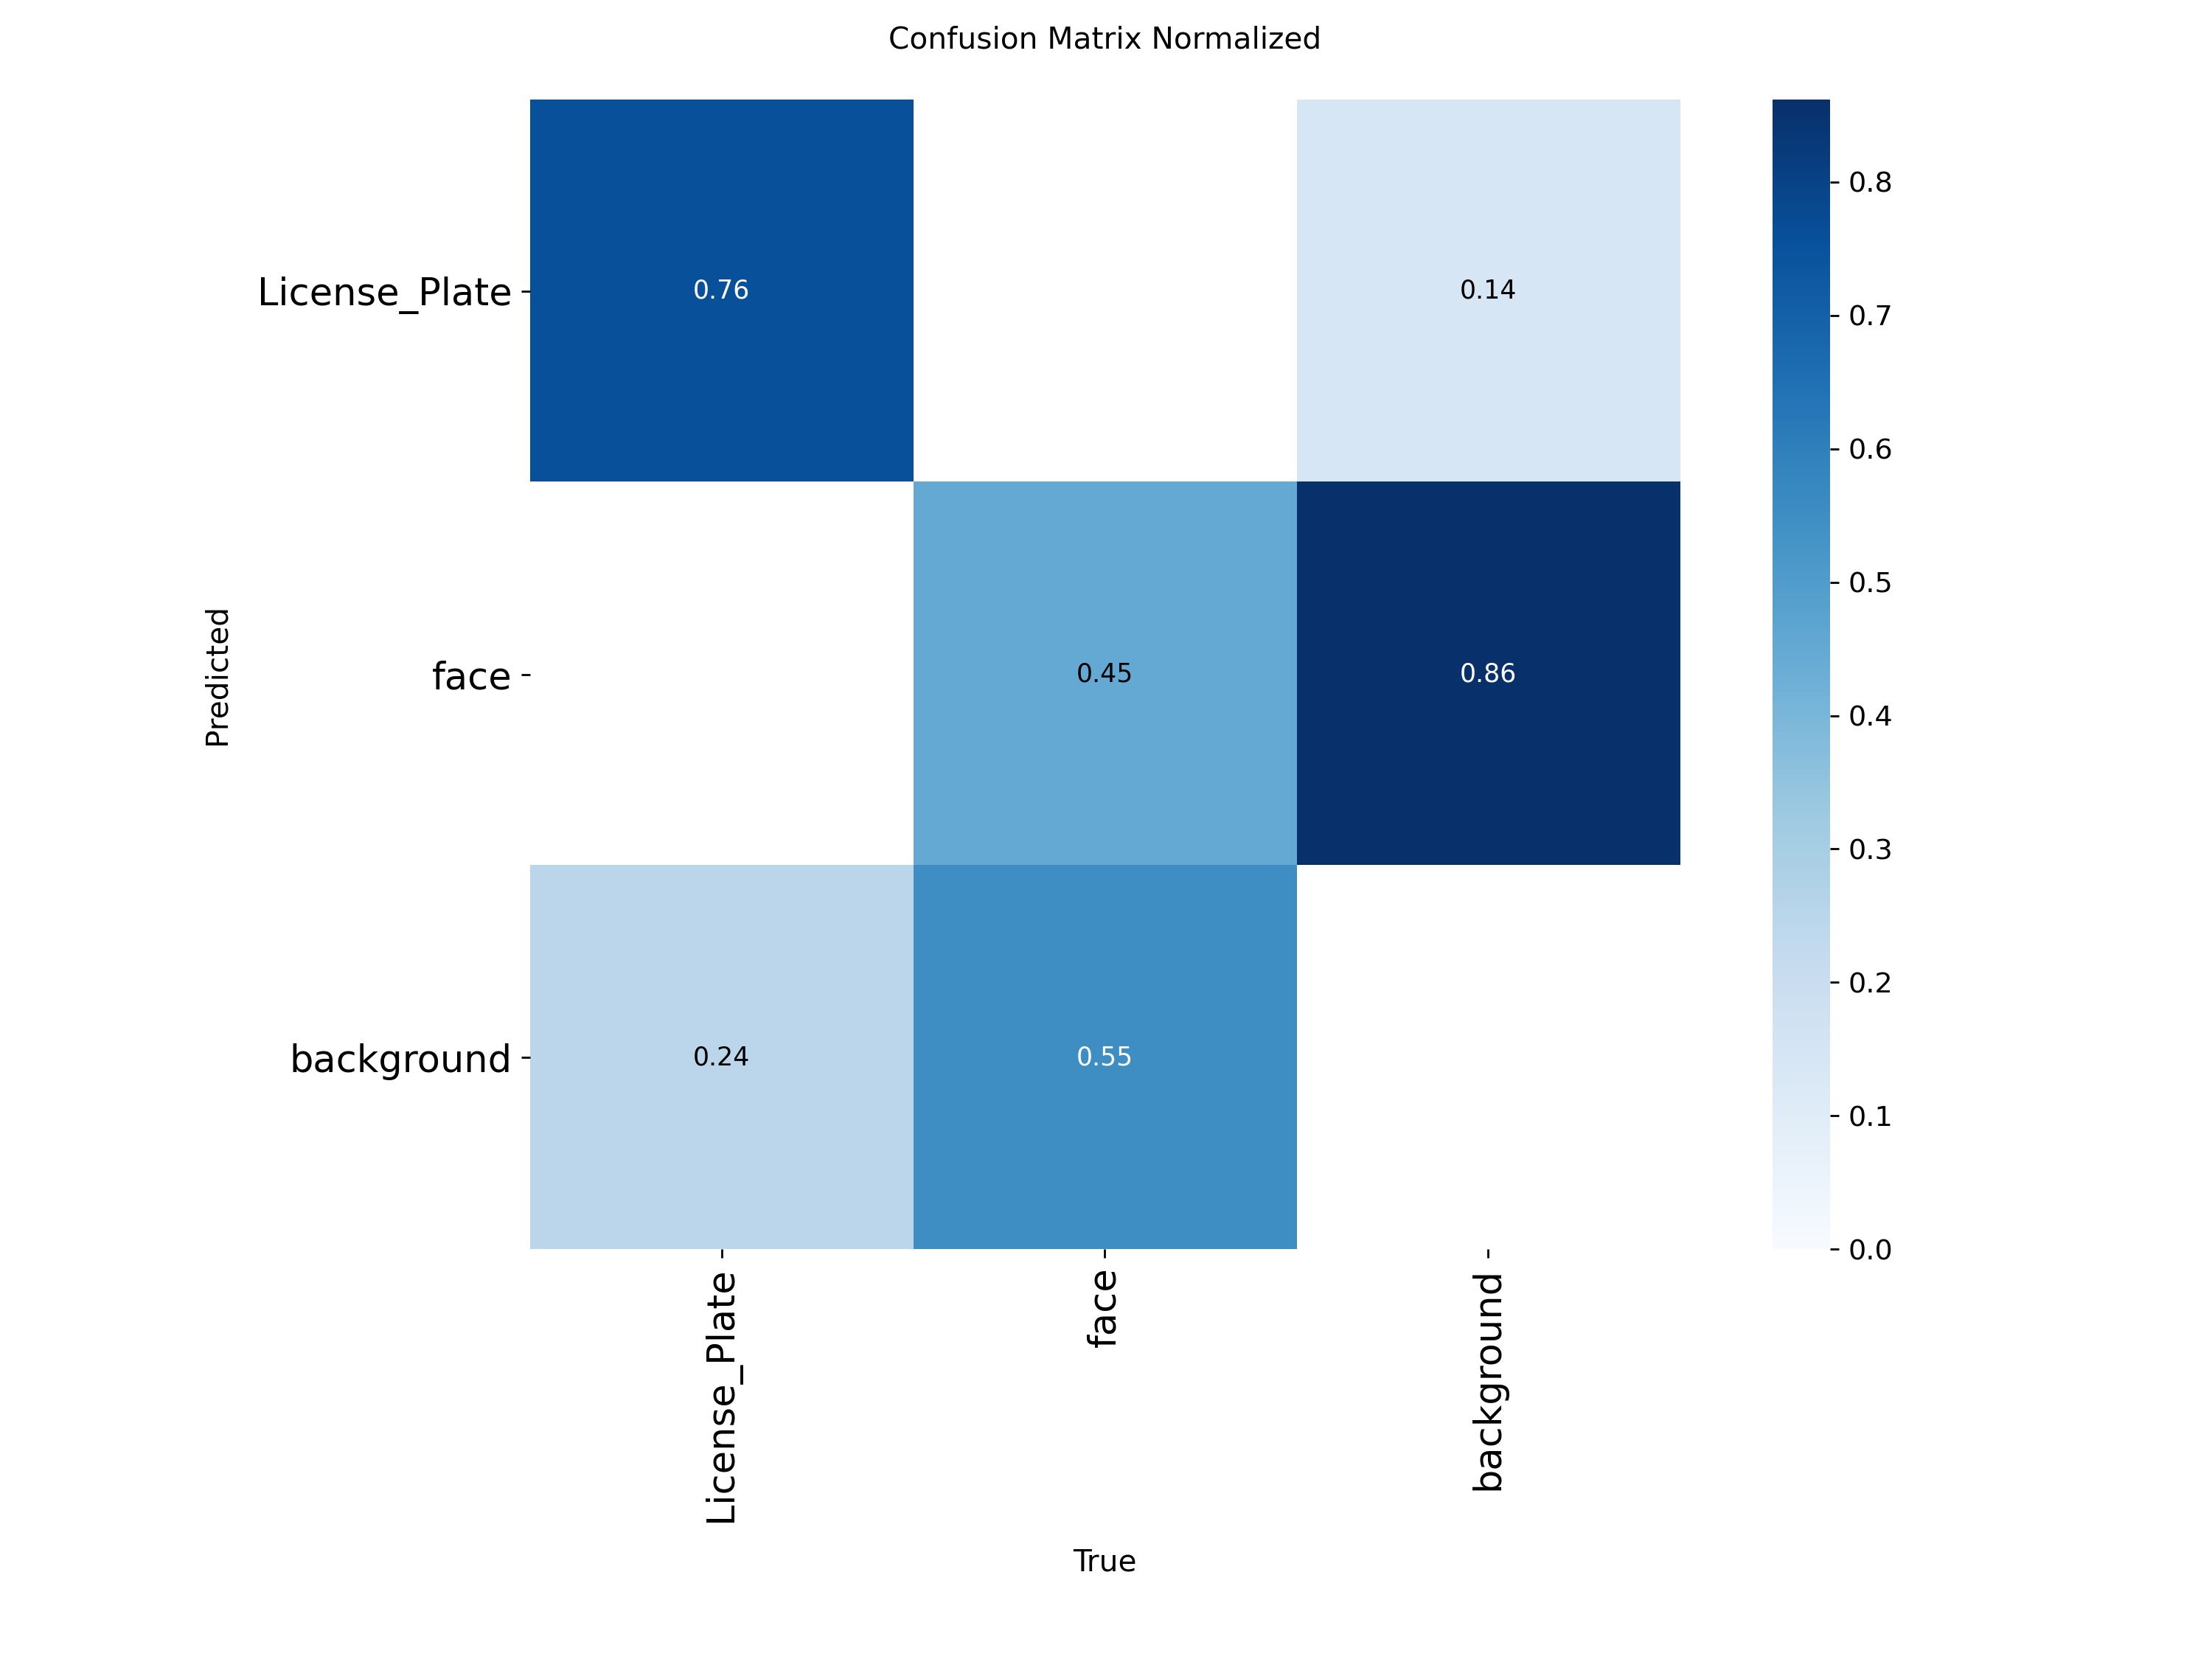 Confusion Matrix Normalized
License_Plate
0.76
0.14
face
0.45
0.86
background
0.24
0.55
Predicted
License_Plate
face
background
True
0.8
0.7
0.6
0.5
0.4
0.3
0.2
0.1
0.0